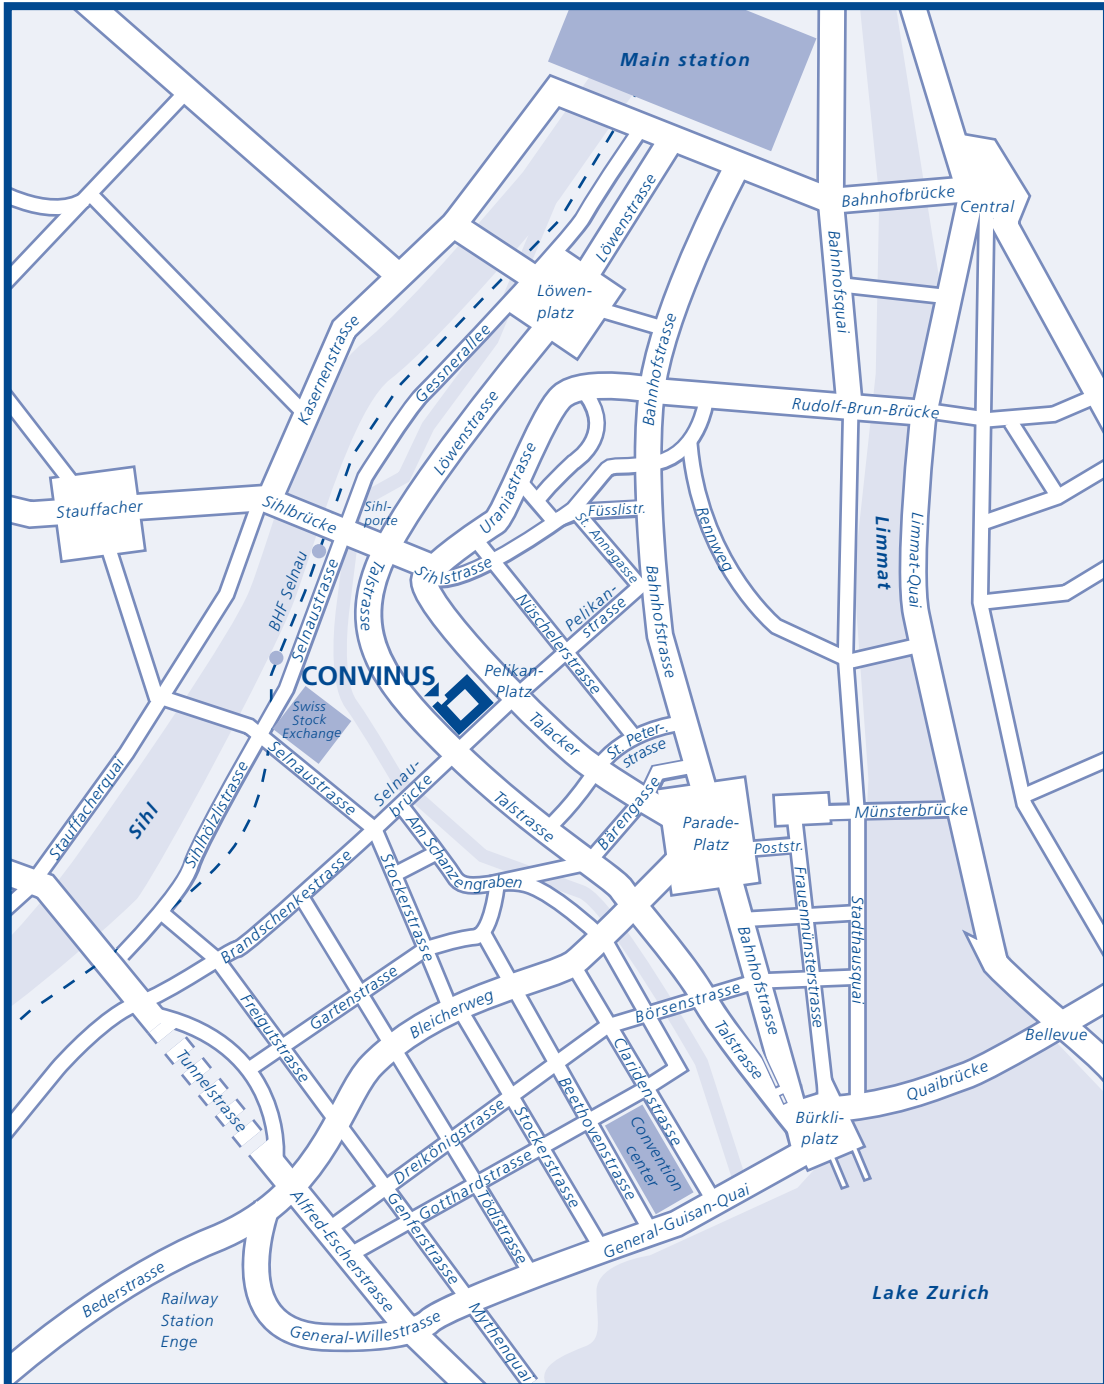 Main station
Bahnhofbrücke
Central
Löwenstrasse
Bahnhofsquai
Löwen-
platz
Kasernenstrasse
Gessnerallee
Bahnhofstrasse
Löwenstrasse
Rudolf-Brun-Brücke
Stauffacher
Sihlbrücke
Sihl-
porte
Uraniastrasse
Füsslistr.
St. Annagasse
Rennweg
Limmat
Limmat-Quai
BHF Selnau
Selnaustrasse
Talstrasse
Sihlstrasse
Nüschelerstrasse
Pelikan-
strasse
Bahnhofstrasse
CONVINUS
Pelikan-
Platz
Swiss
Stock
Exchange
Talacker
St. Peter-
strasse
Selnaustrasse
Selnau-
brücke
Talstrasse
Bärengasse
Stauffacherquai
Sihl
Sihlhölzlistrasse
Parade-
Platz
Münsterbrücke
Poststr.
Am Schanzengraben
Brandschenkestrasse
Stockerstrasse
Frauenmünsterstrasse
Stadthausquai
Bahnhofstrasse
Gartenstrasse
Bleicherweg
Börsenstrasse
Freigutstrasse
Tunnelstrasse
Talstrasse
Claridenstrasse
Bellevue
Quaibrücke
Bürkli-
platz
Dreikönigstrasse
Beethovenstrasse
Stockerstrasse
Convention
center
Gotthardstrasse
Tödistrasse
Genferstrasse
Alfred-Escherstrasse
General-Guisan-Quai
Bederstrasse
Railway
Station
Enge
General-Willestrasse
Mythenquai
Lake Zurich